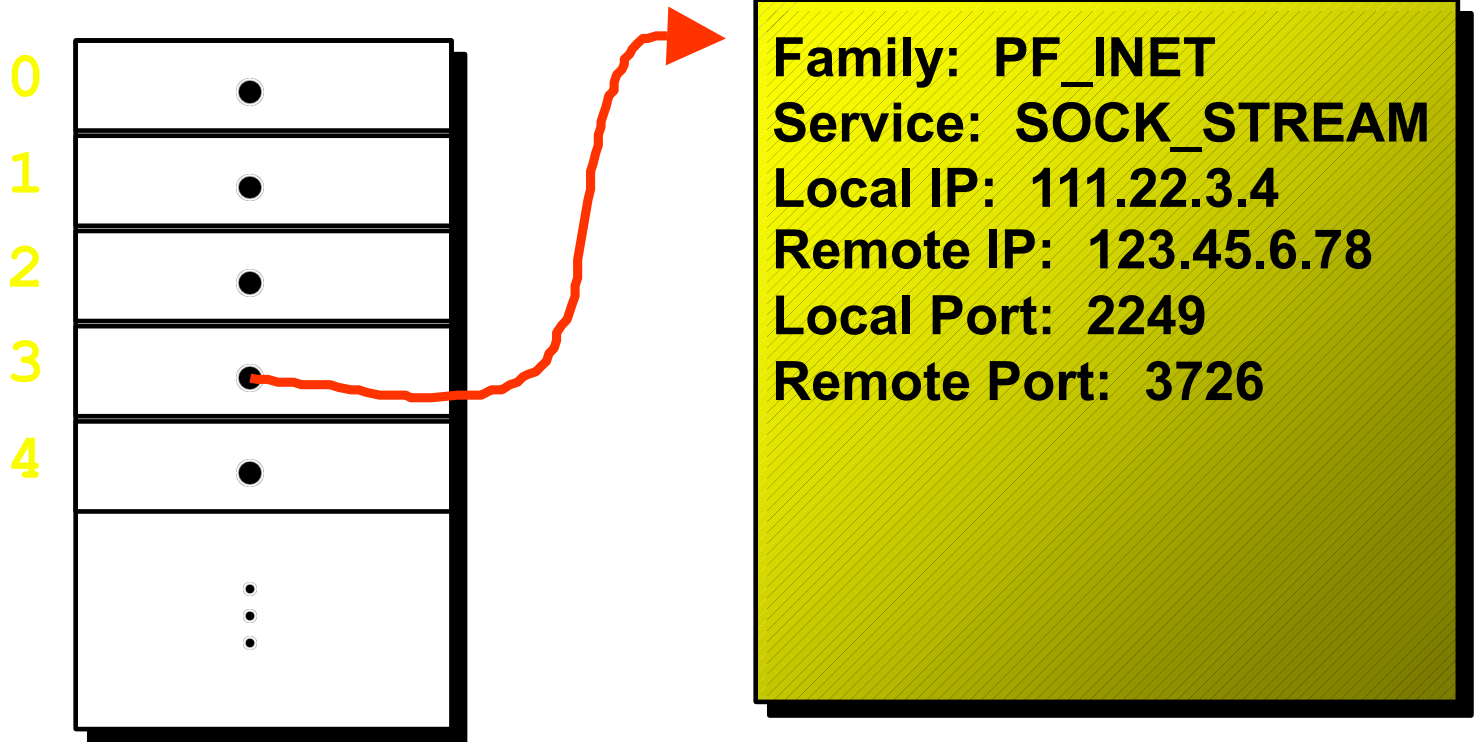 0
1
2
3
4
Family: PF_INET
Service: SOCK_STREAM
Local IP: 111.22.3.4
Remote IP: 123.45.6.78
Local Port: 2249
Remote Port: 3726